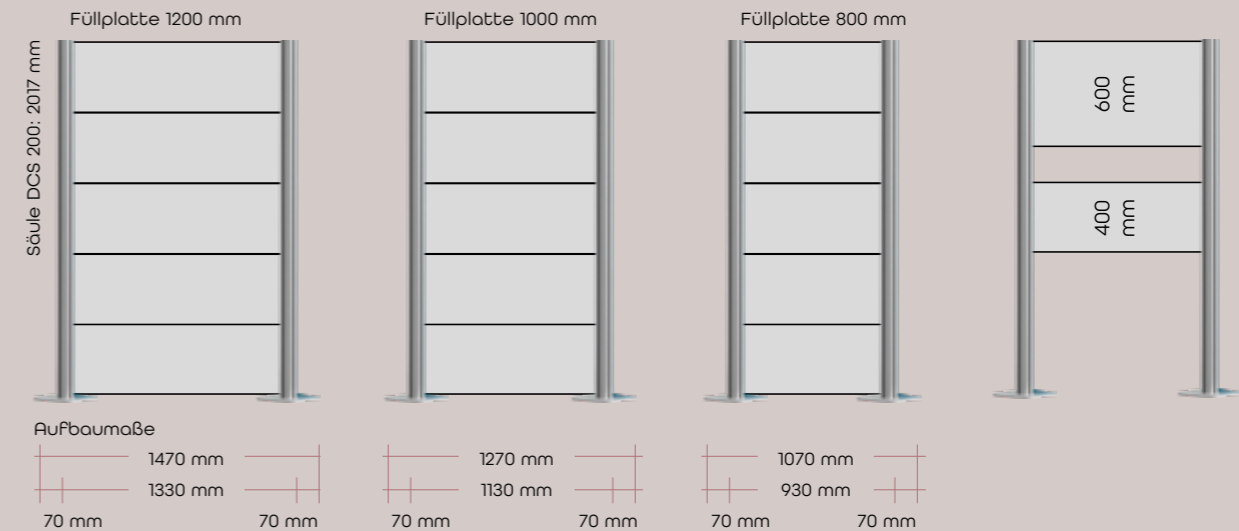 Füllplatte 1200 mm
Füllplatte 1000 mm
Füllplatte 800 mm
Säule DCS 200: 2017 mm
600
mm
400
mm
Aufbaumaße
1470 mm
1270 mm
1070 mm
1330 mm
1130 mm
930 mm
70 mm
70 mm
70 mm
70 mm
70 mm
70 mm